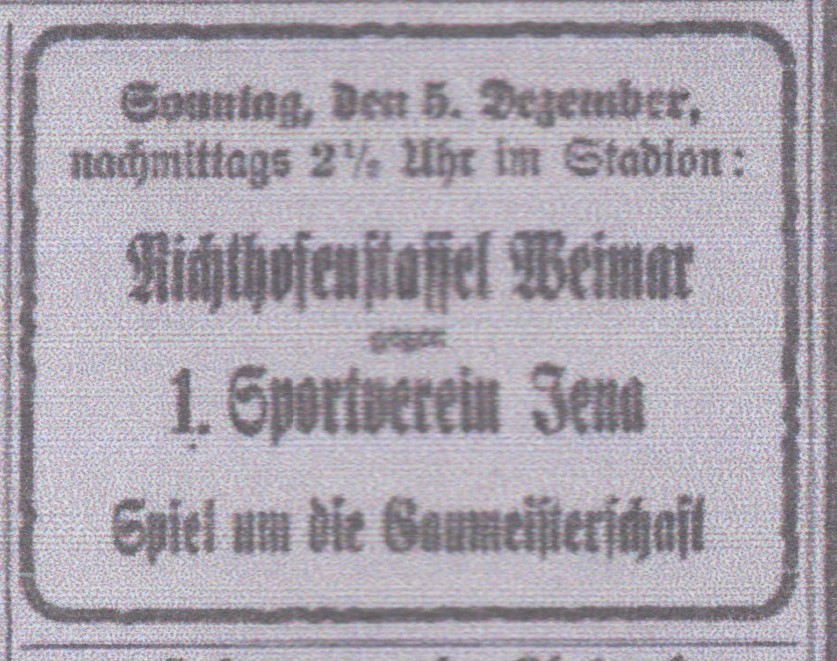 Sonntag, den 5. Dezember,
nachmittags 2½ Uhr im Stadion:
Richthofenstaffel Weimar
gegen
1. Sportverein Jena
Spiel um die Gaumeisterschaft